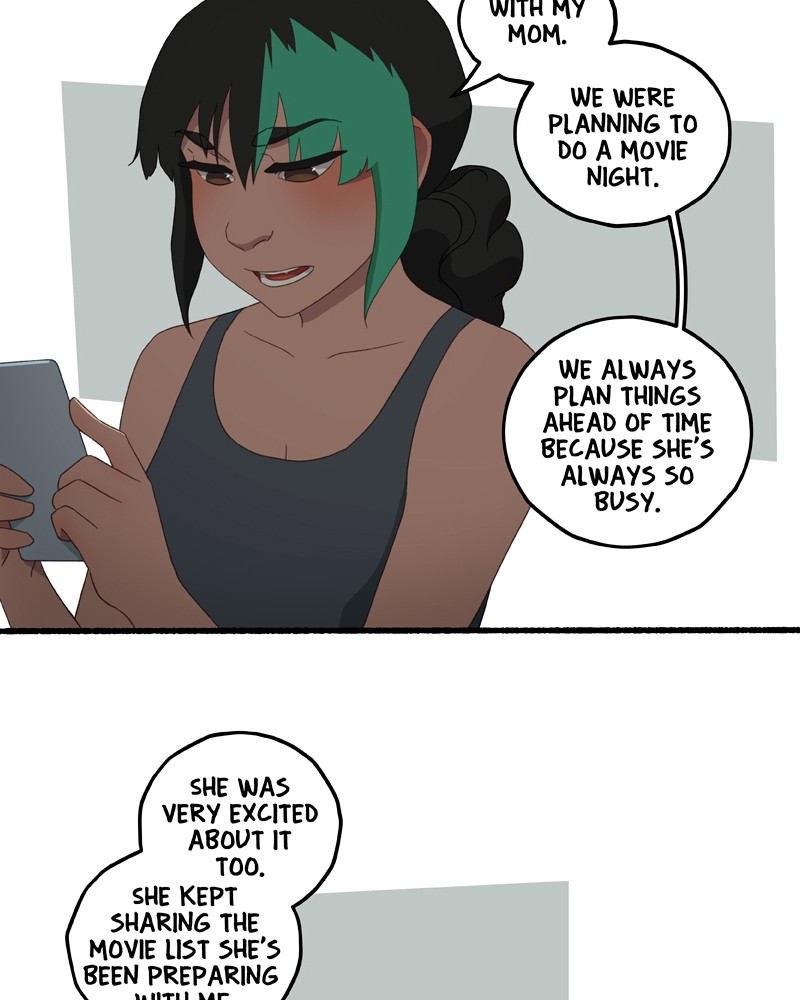 WITH MY
MOM.
WE WERE
PLANNING TO
DO A MOVIE
NIGHT.
WE ALWAYS
PLAN THINGS
AHEAD OF TIME
BECAUSE SHE'S
ALWAYS SO
BUSY.
SHE WAS
VERY EXCITED
ABOUT IT
TOO.
SHE KEPT
SHARING THE
MOVIE LIST SHE'S
BEEN PREPARING
WITH ME